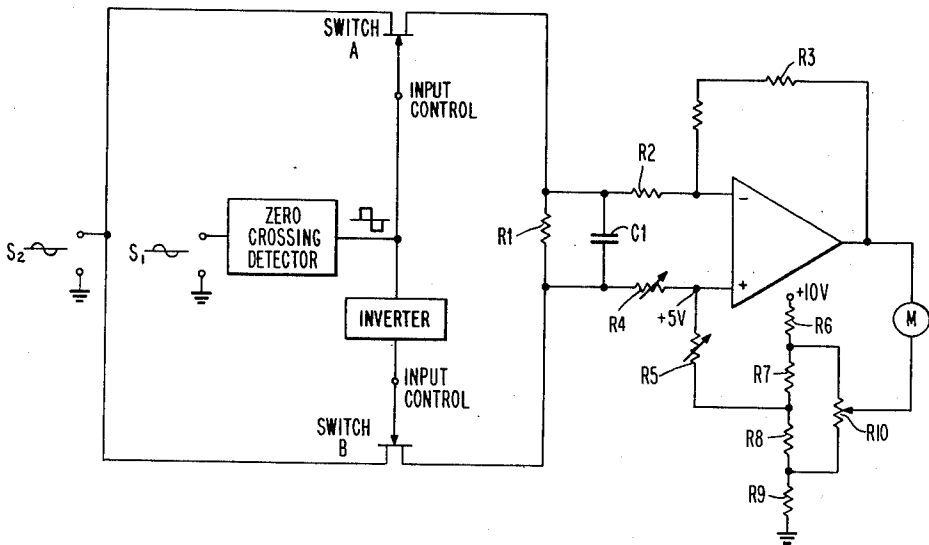 SWITCH
A
INPUT
CONTROL
R3
R2
ZERO
CROSSING
DETECTOR
S2
S1
R1
C1
INVERTER
R4
+5V
+10V
R6
M
R5
R7
INPUT
CONTROL
SWITCH
B
R8
R10
R9
−
+